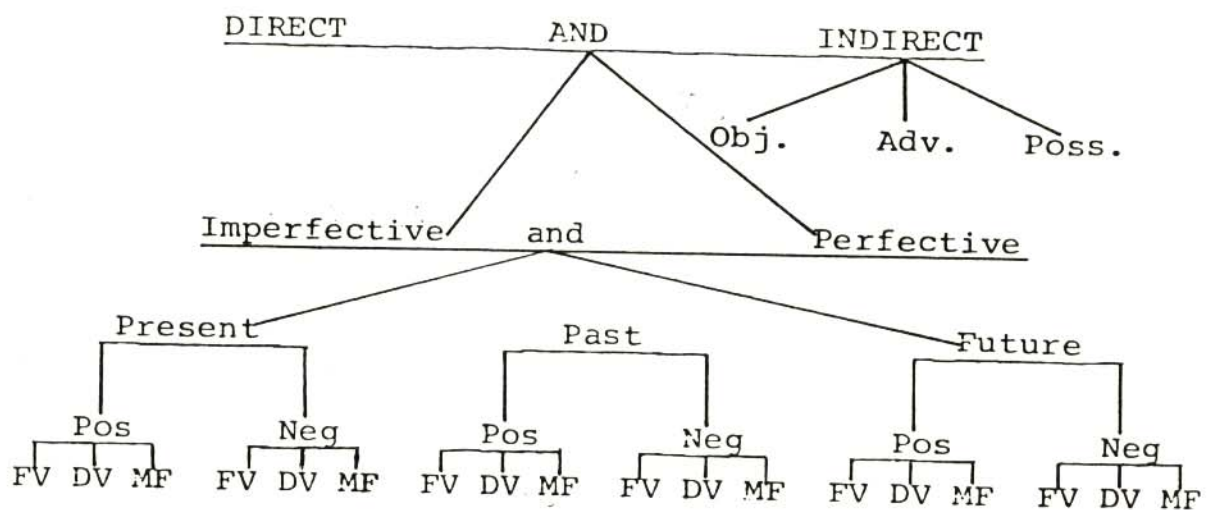 DIRECT AND INDIRECT
Obj. Adv. Poss.
Imperfective and Perfective
Present Past Future
Pos Neg Pos Neg Pos Neg
FV DV MF FV DV MF FV DV MF FV DV MF FV DV MF FV DV MF